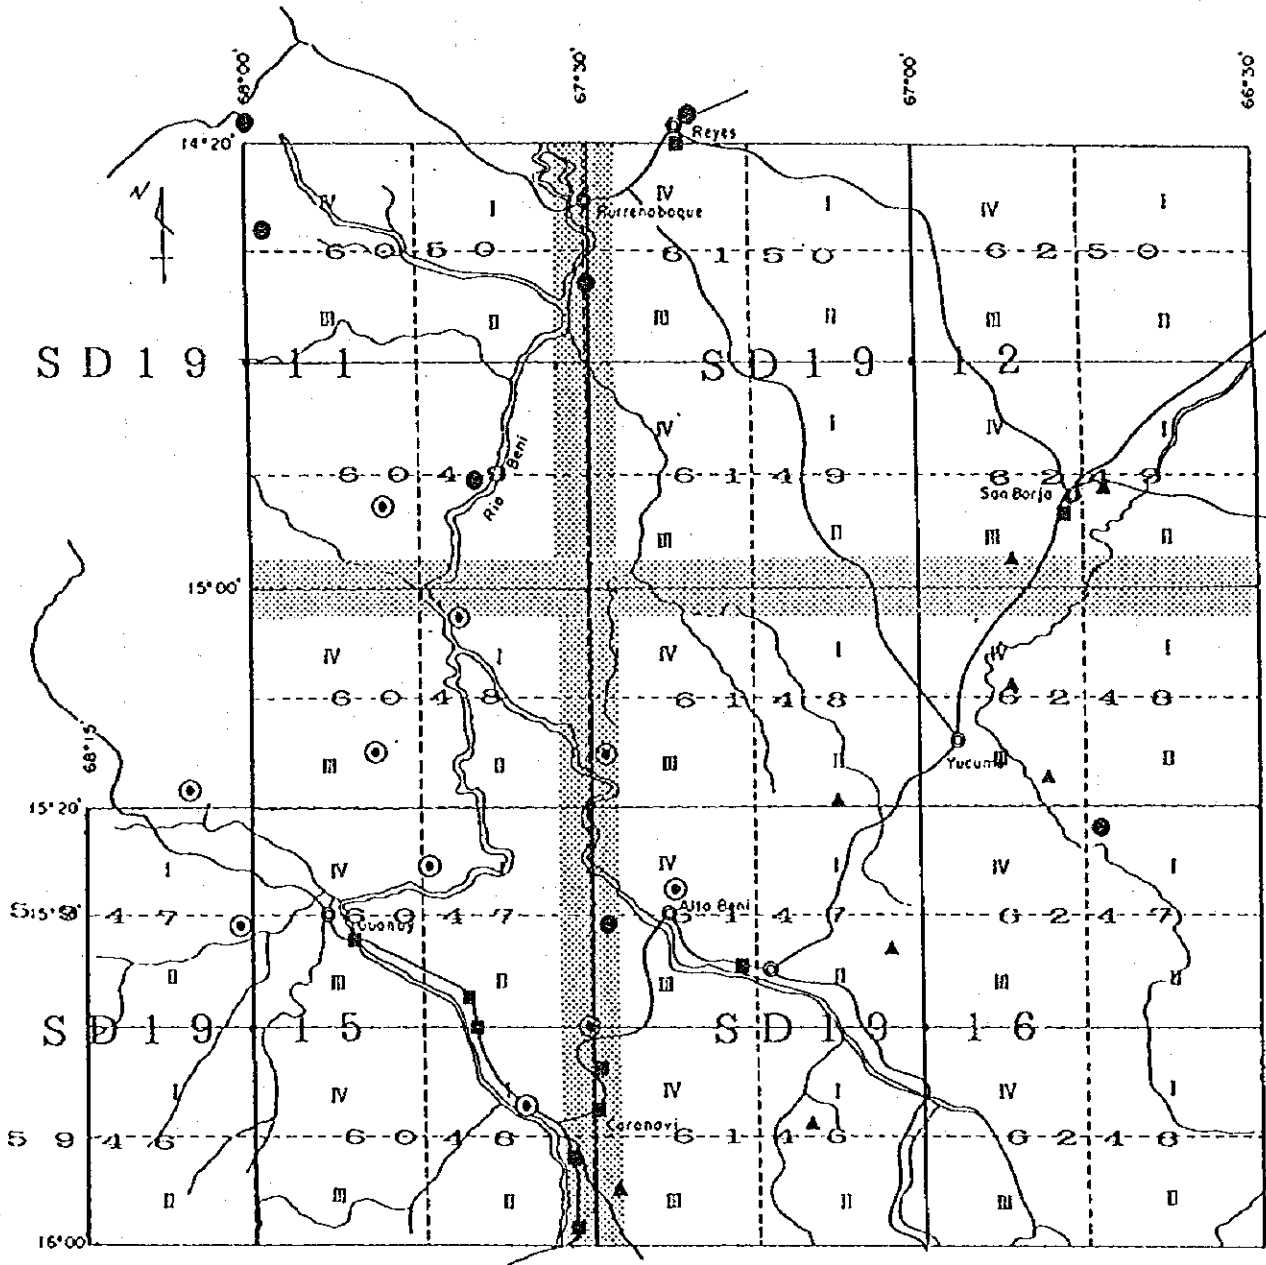 68°00' 67°30' 67°00' 66°30'
Reyes
14°20'
N
IV I IV I IV I
Rurrenabaque
6050 6150 6250
III II III II III II
SD19 11 SD19 12
IV I IV I
6049 6149 6249
Rio Beni
San Borja
III II III II
15°00'
IV I IV I IV I
6048 6148 6248
68°15'
III II III II III II
Yucumo
15°20'
I IV I IV I IV I
Alto Beni
47 6047 6147 6247
Guanay
II III II III II II
SD19 15 SD19 16
I IV I IV I IV I
Caranavi
5946 6046 6146 6246
II III II III II III II
16°00'